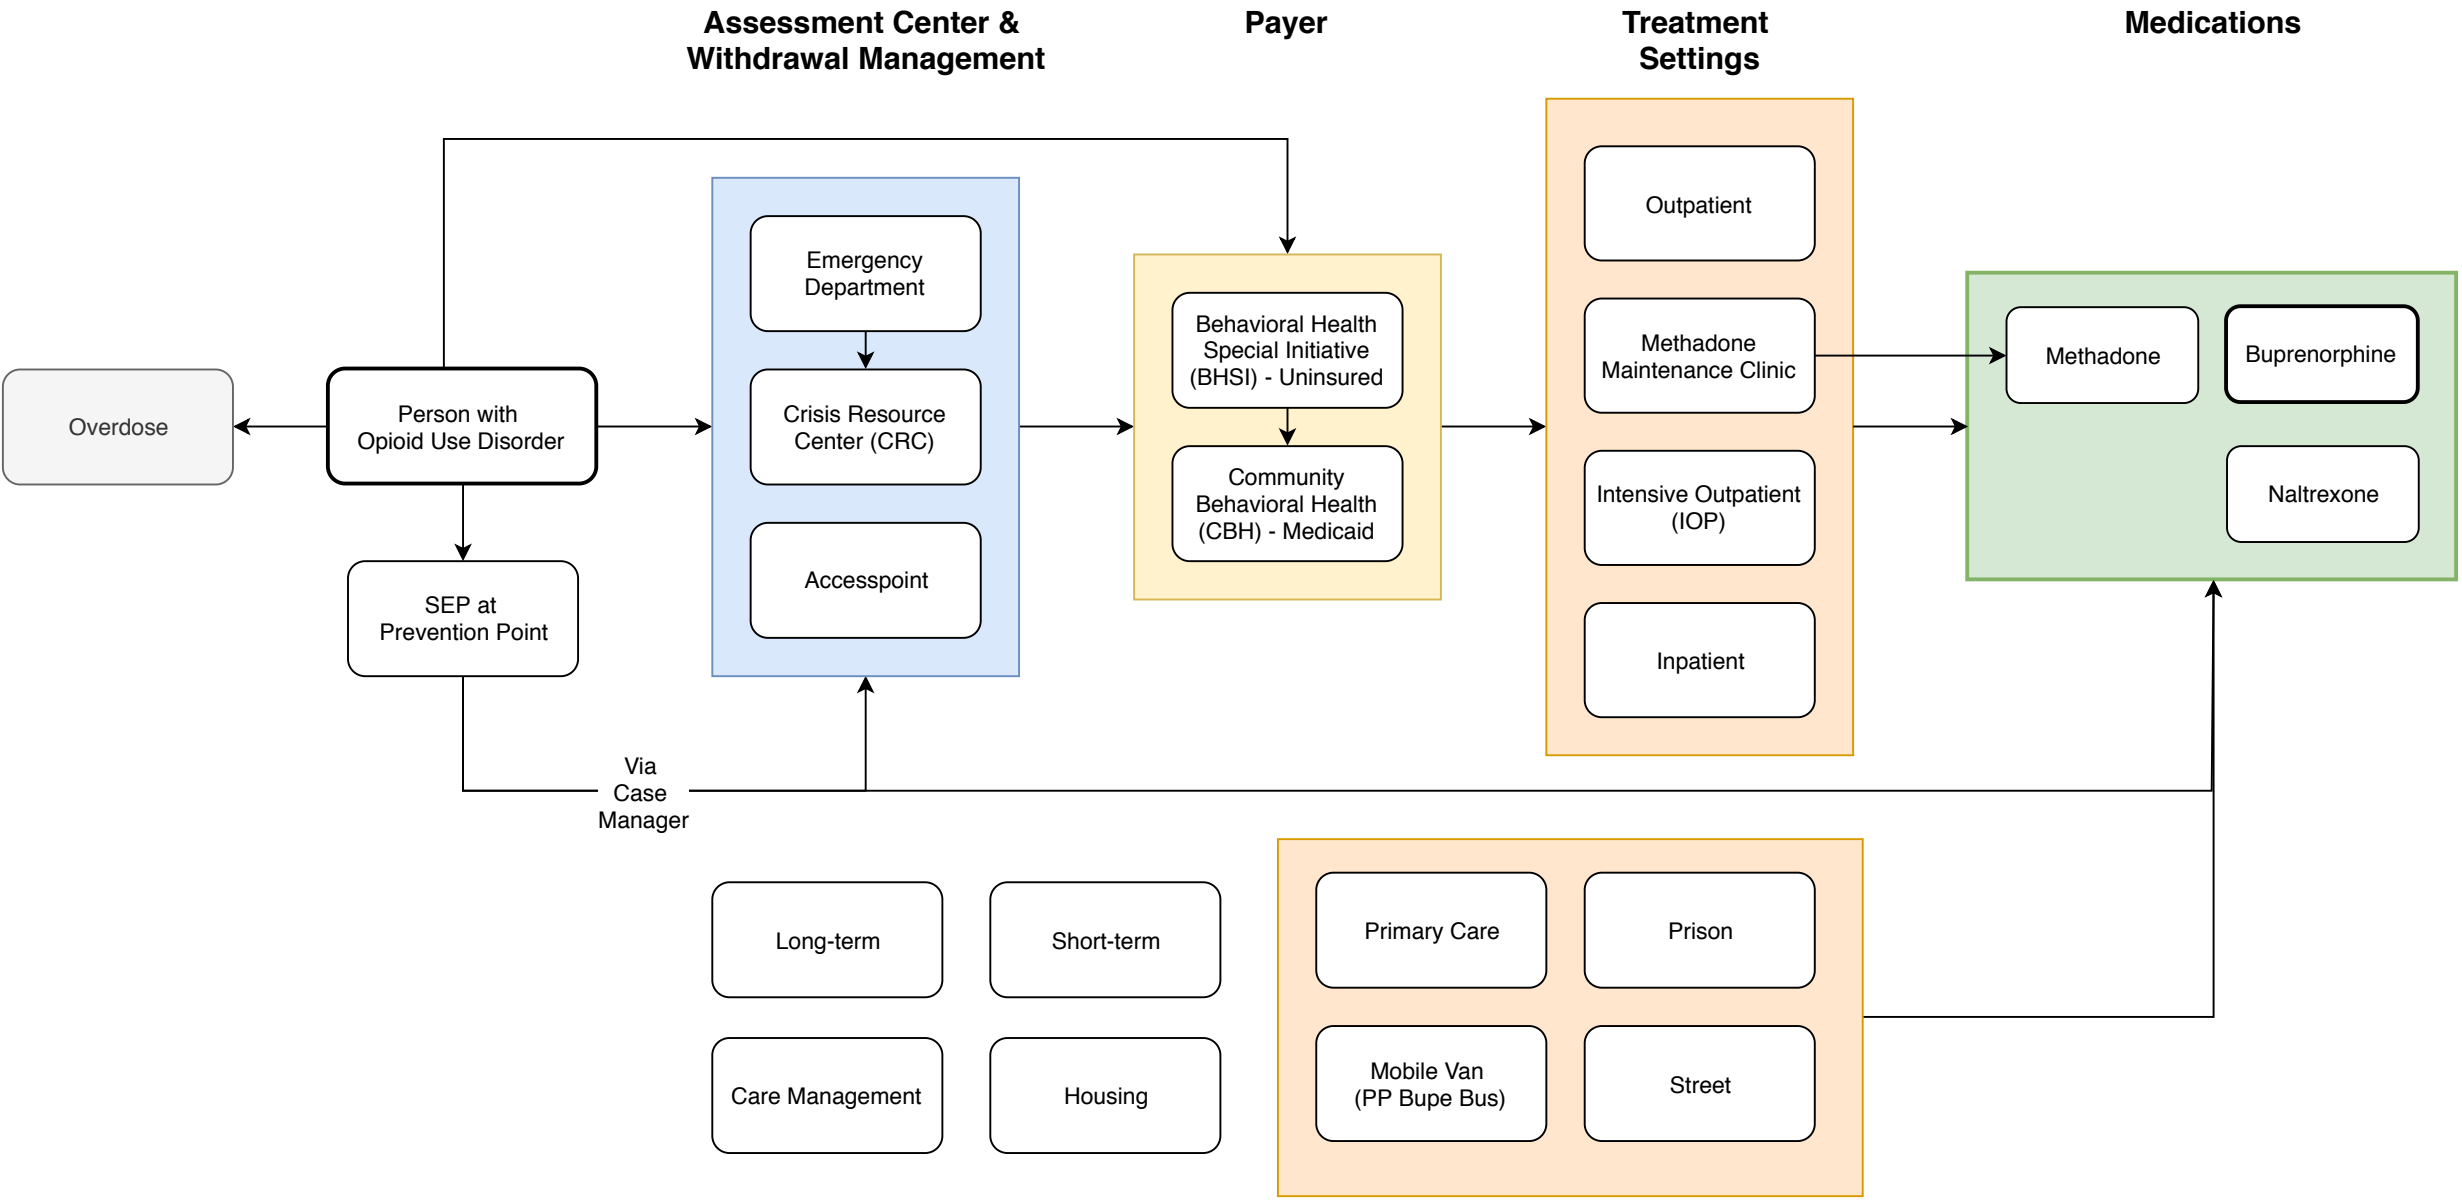 Assessment Center &
Withdrawal Management
Payer
Treatment
Settings
Medications
Overdose
Person with
Opioid Use Disorder
SEP at
Prevention Point
Via
Case
Manager
Emergency
Department
Crisis Resource
Center (CRC)
Accesspoint
Behavioral Health
Special Initiative
(BHSI) - Uninsured
Community
Behavioral Health
(CBH) - Medicaid
Outpatient
Methadone
Maintenance Clinic
Intensive Outpatient
(IOP)
Inpatient
Methadone
Buprenorphine
Naltrexone
Long-term
Short-term
Care Management
Housing
Primary Care
Prison
Mobile Van
(PP Bupe Bus)
Street